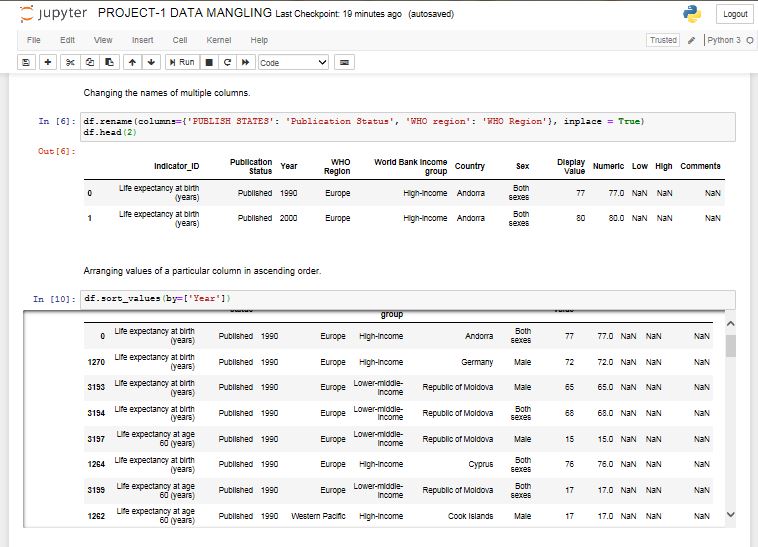 jupyter PROJECT-1 DATA MANGLING Last Checkpoint: 19 minutes ago (autosaved)
Logout
File Edit View Insert Cell Kernel Help
Trusted Python 3
Run Code
Changing the names of multiple columns.
In [6]: df.rename(columns={'PUBLISH STATES': 'Publication Status', 'WHO region': 'WHO Region'}, inplace = True)
df.head(2)
Out[6]:
Indicator_ID Publication Status Year WHO Region World Bank Income group Country Sex Display Value Numeric Low High Comments
0 Life expectancy at birth (years) Published 1990 Europe High-Income Andorra Both sexes 77 77.0 NaN NaN NaN
1 Life expectancy at birth (years) Published 2000 Europe High-Income Andorra Both sexes 80 80.0 NaN NaN NaN
Arranging values of a particular column in ascending order.
In [10]: df.sort_values(by=['Year'])
group
0 Life expectancy at birth (years) Published 1990 Europe High-Income Andorra Both sexes 77 77.0 NaN NaN NaN
1270 Life expectancy at birth (years) Published 1990 Europe High-Income Germany Male 72 72.0 NaN NaN NaN
3193 Life expectancy at birth (years) Published 1990 Europe Lower-middle-Income Republic of Moldova Male 65 65.0 NaN NaN NaN
3194 Life expectancy at birth (years) Published 1990 Europe Lower-middle-Income Republic of Moldova Both sexes 68 68.0 NaN NaN NaN
3197 Life expectancy at age 60 (years) Published 1990 Europe Lower-middle-Income Republic of Moldova Male 15 15.0 NaN NaN NaN
1264 Life expectancy at birth (years) Published 1990 Europe High-Income Cyprus Both sexes 76 76.0 NaN NaN NaN
3199 Life expectancy at age 60 (years) Published 1990 Europe Lower-middle-Income Republic of Moldova Both sexes 17 17.0 NaN NaN NaN
1262 Life expectancy at age 60 (years) Published 1990 Western Pacific High-Income Cook Islands Male 17 17.0 NaN NaN NaN